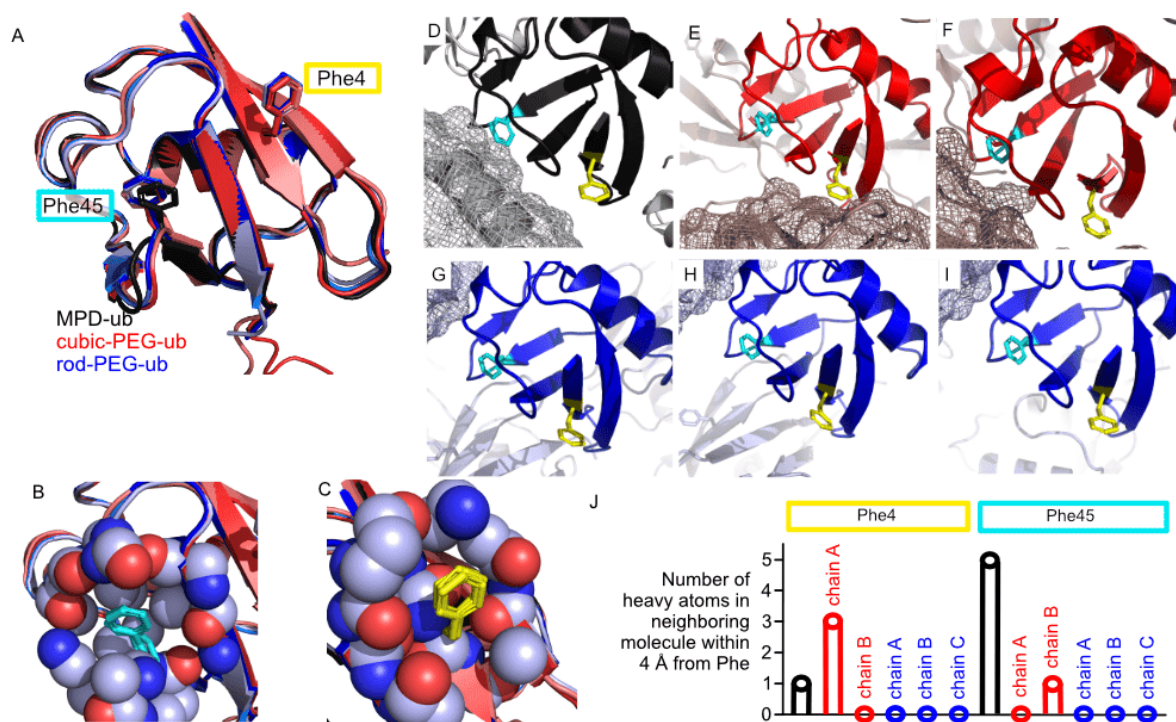 A
Phe4
Phe45
MPD-ub
cubic-PEG-ub
rod-PEG-ub
B
C
D
E
F
G
H
I
J
Phe4
Phe45
Number of
heavy atoms in
neighboring
molecule within
4 Å from Phe
5
4
3
2
1
0
chain A
chain B
chain A
chain B
chain C
chain A
chain B
chain A
chain B
chain C